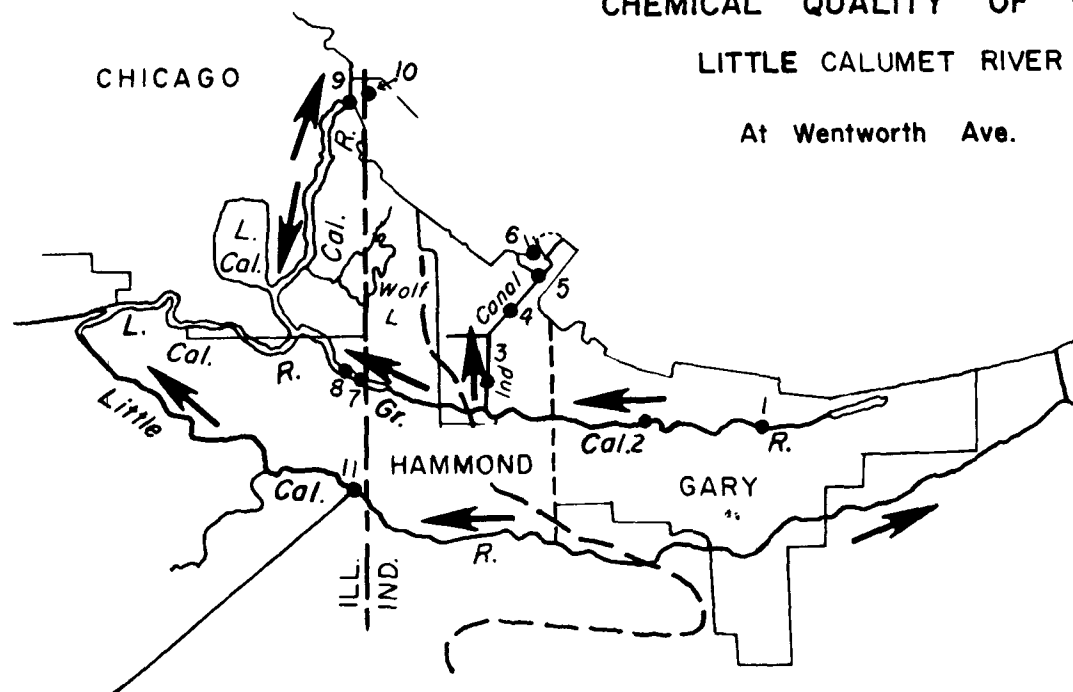 CHEMICAL QUALITY OF
LITTLE CALUMET RIVER
At Wentworth Ave.
CHICAGO
9
10
R.
Cal.
L.
Cal.
Wolf
L
6
5
Canal
4
3
Ind
L.
Cal.
R.
8
7
Gr.
Cal.
2
1
R.
Little
Cal.
11
HAMMOND
GARY
R.
ILL.
IND.